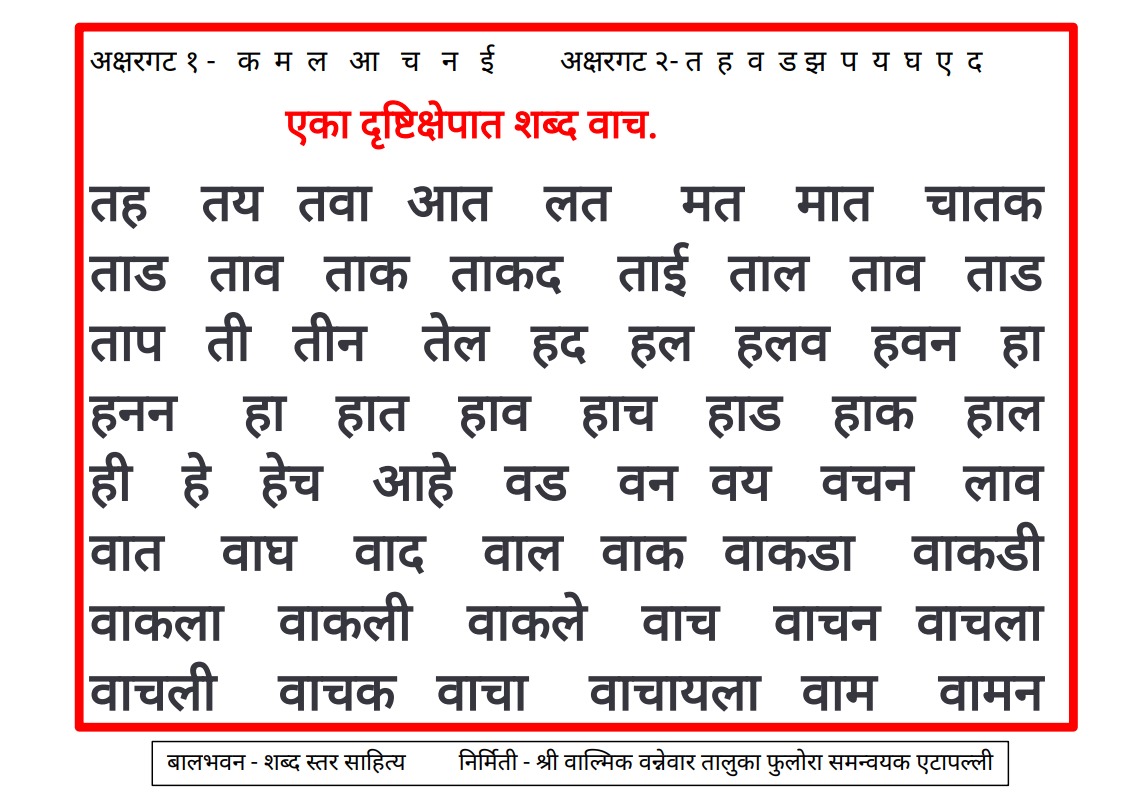 अक्षरगट १ - क म ल आ च न ई अक्षरगट २- त ह व ड झ प य घ ए द
एका दृष्टिक्षेपात शब्द वाच.
तह तय तवा आत लत मत मात चातक
ताड ताव ताक ताकद ताई ताल ताव ताड
ताप ती तीन तेल हद हल हलव हवन हा
हनन हा हात हाव हाच हाड हाक हाल
ही हे हेच आहे वड वन वय वचन लाव
वात वाघ वाद वाल वाक वाकडा वाकडी
वाकला वाकली वाकले वाच वाचन वाचला
वाचली वाचक वाचा वाचायला वाम वामन
बालभवन - शब्द स्तर साहित्य निर्मिती - श्री वाल्मिक वन्नेवार तालुका फुलोरा समन्वयक एटापल्ली